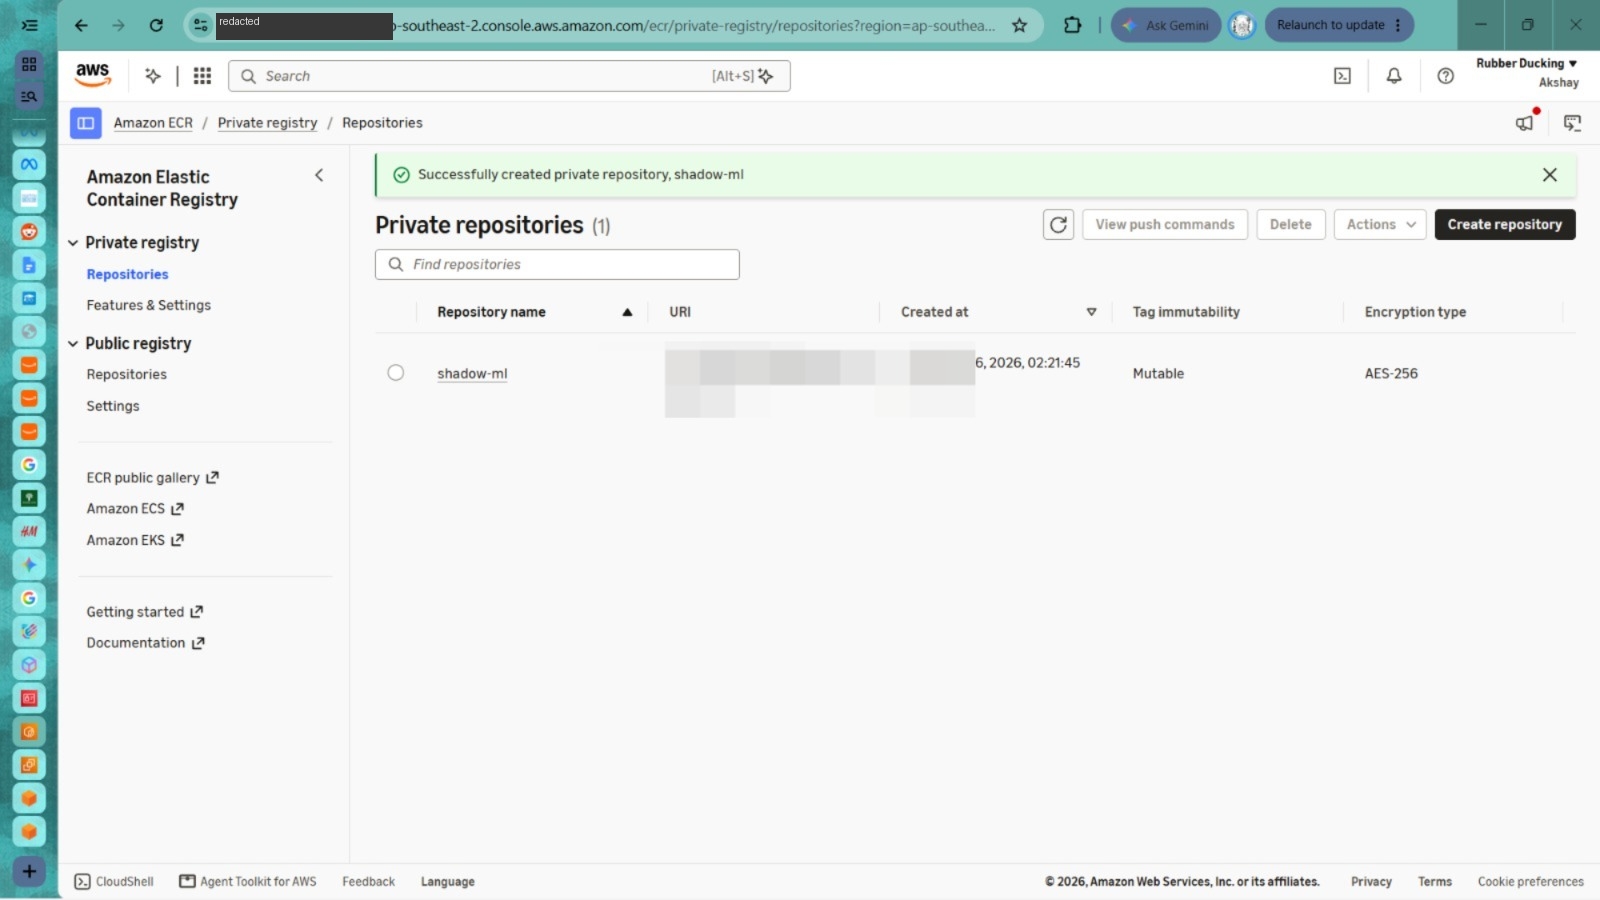 redacted
-southeast-2.console.aws.amazon.com/ecr/private-registry/repositories?region=ap-southea...
Ask Gemini
Relaunch to update
aws
Search
[Alt+S]
Rubber Ducking
Akshay
Amazon ECR / Private registry / Repositories
Amazon Elastic
Container Registry
Private registry
Repositories
Features & Settings
Public registry
Repositories
Settings
ECR public gallery
Amazon ECS
Amazon EKS
Getting started
Documentation
Successfully created private repository, shadow-ml
Private repositories (1)
View push commands
Delete
Actions
Create repository
Find repositories
Repository name
URI
Created at
Tag immutability
Encryption type
shadow-ml
6, 2026, 02:21:45
Mutable
AES-256
H&M
CloudShell
Agent Toolkit for AWS
Feedback
Language
© 2026, Amazon Web Services, Inc. or its affiliates.
Privacy
Terms
Cookie preferences